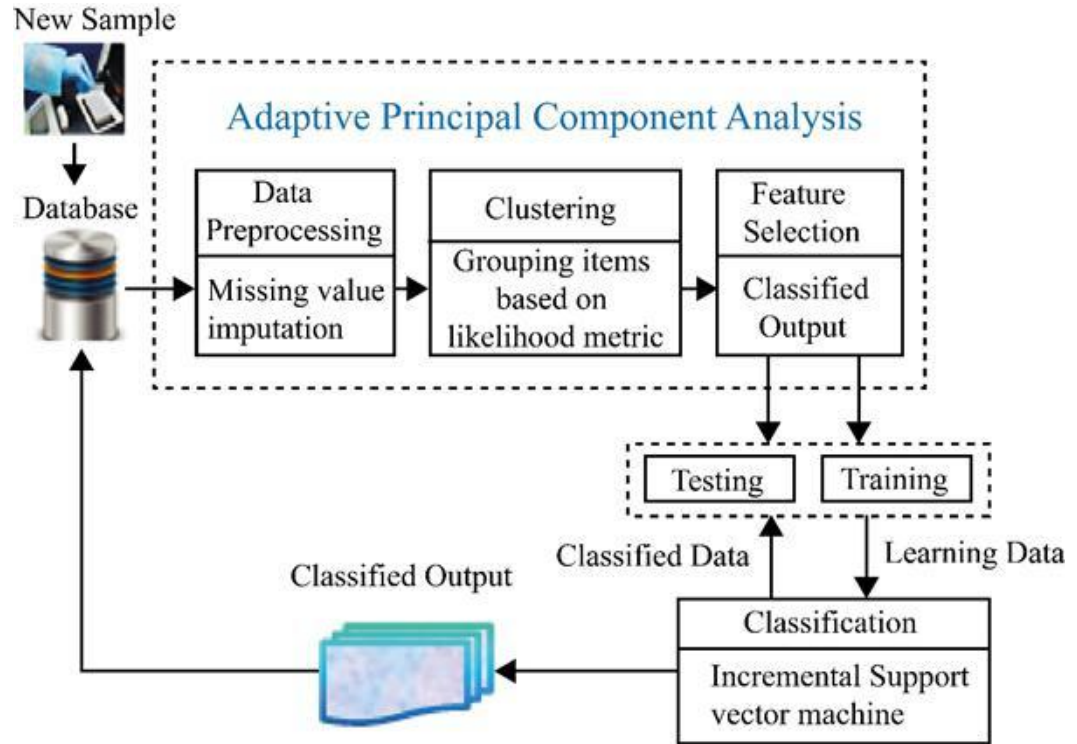 New Sample
Adaptive Principal Component Analysis
Database
Data
Preprocessing
Missing value
imputation
Clustering
Grouping items
based on
likelihood metric
Feature
Selection
Classified
Output
Testing
Training
Classified Data
Learning Data
Classified Output
Classification
Incremental Support
vector machine